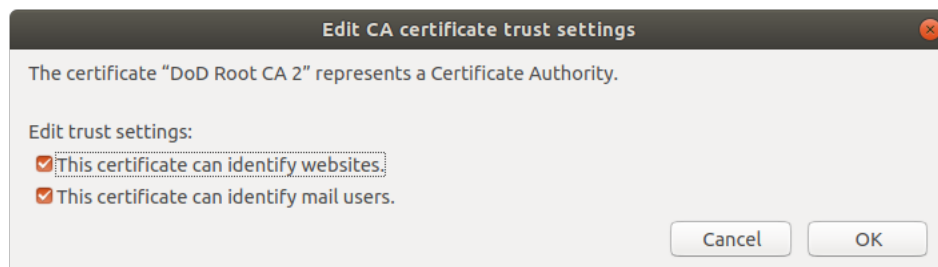 Edit CA certificate trust settings
The certificate “DoD Root CA 2” represents a Certificate Authority.
Edit trust settings:
This certificate can identify websites.
This certificate can identify mail users.
Cancel OK